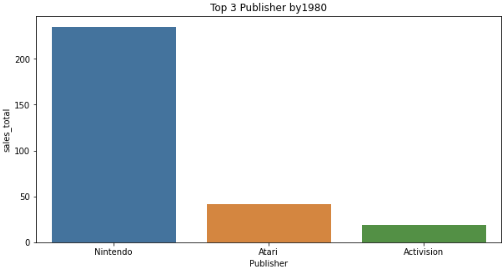 Top 3 Publisher by1980
sales_total
200
150
100
50
0
Nintendo
Atari
Activision
Publisher